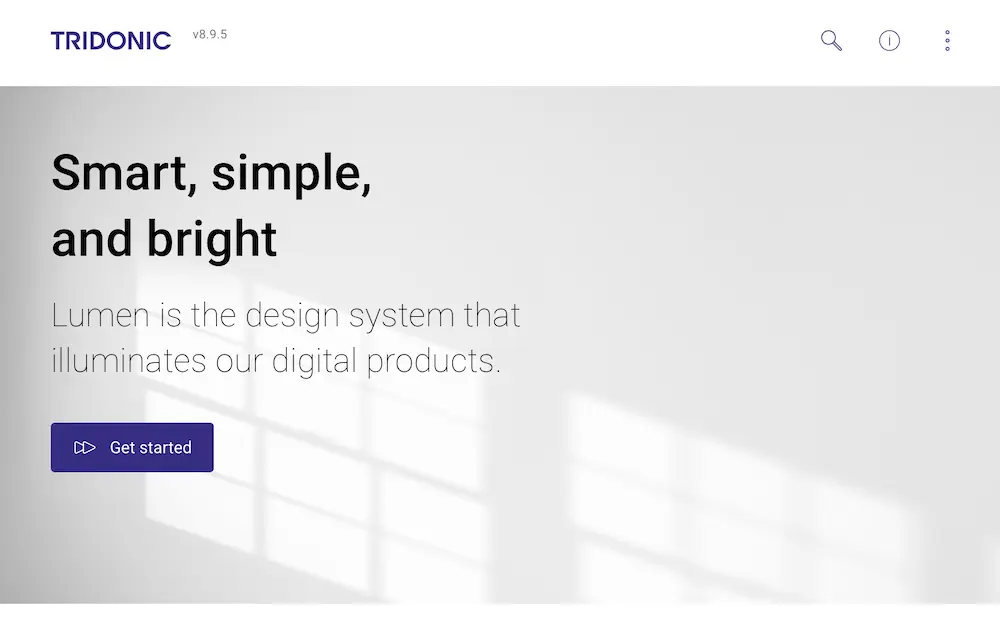 TRIDONIC
v8.9.5
Smart, simple,
and bright
Lumen is the design system that
illuminates our digital products.
Get started